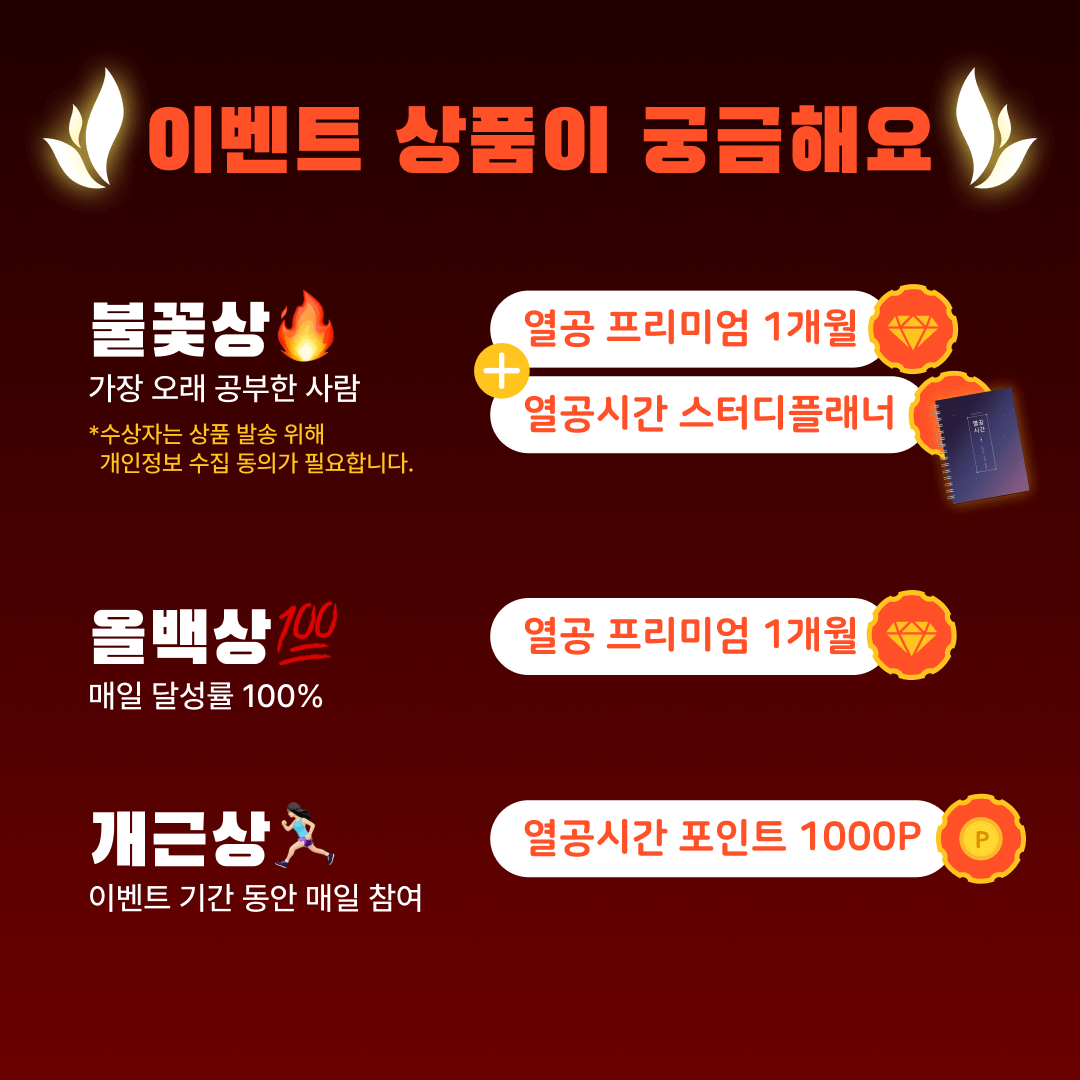 이벤트 상품이 궁금해요
불꽃상🔥
가장 오래 공부한 사람
*수상자는 상품 발송 위해
개인정보 수집 동의가 필요합니다.
열공 프리미엄 1개월
+
열공시간 스터디플래너
열공
시간
올백상💯
매일 달성률 100%
열공 프리미엄 1개월
개근상🏃🏻‍♀️
이벤트 기간 동안 매일 참여
열공시간 포인트 1000P
P